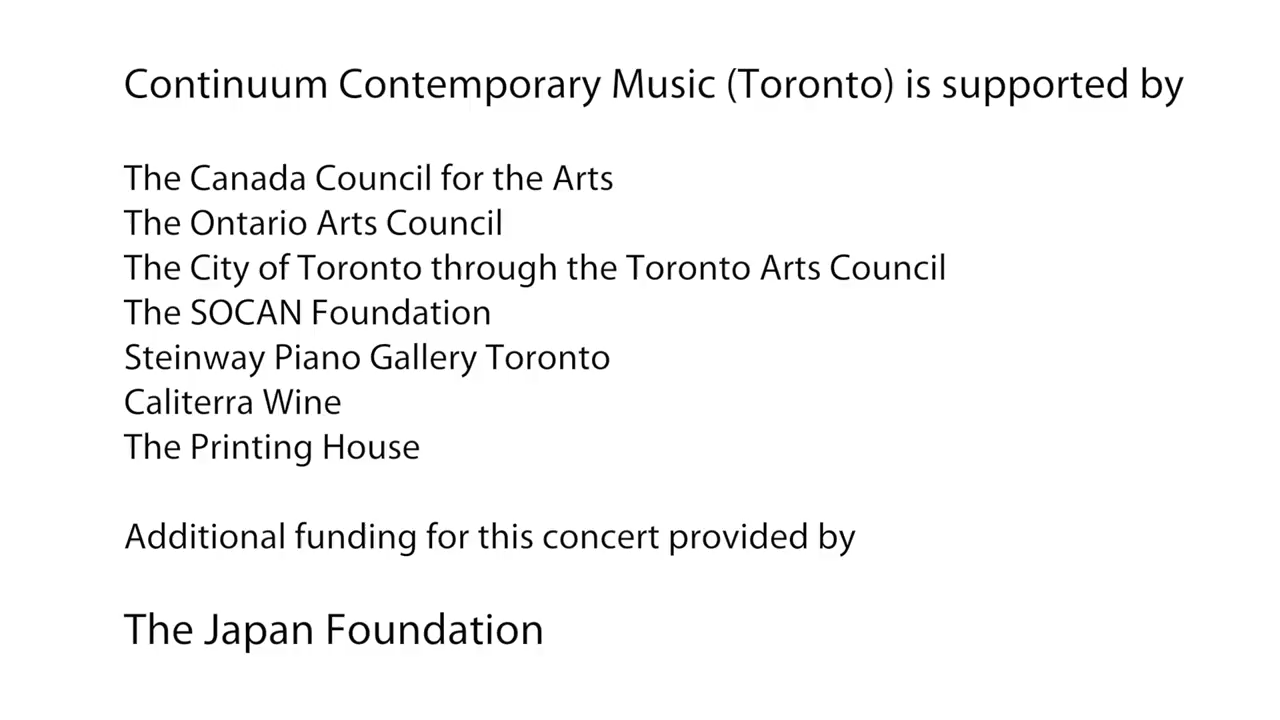 Continuum Contemporary Music (Toronto) is supported by
The Canada Council for the Arts
The Ontario Arts Council
The City of Toronto through the Toronto Arts Council
The SOCAN Foundation
Steinway Piano Gallery Toronto
Caliterra Wine
The Printing House
Additional funding for this concert provided by
The Japan Foundation